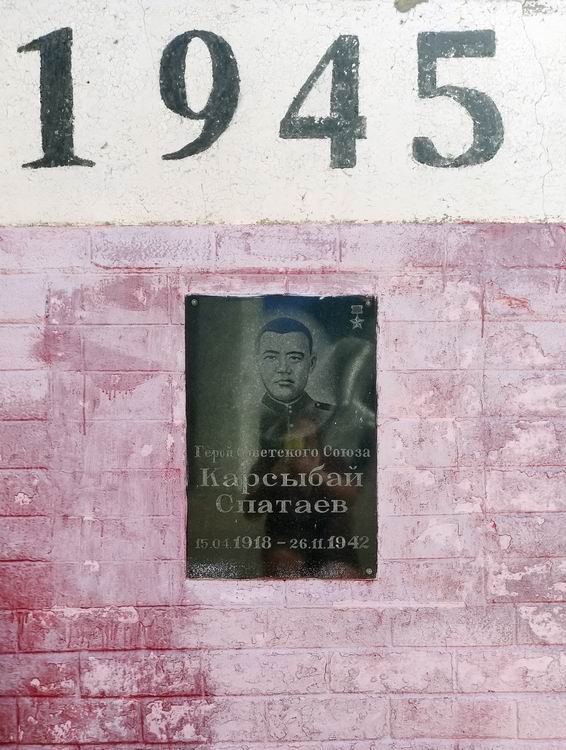 1945
Герой Советского Союза
Карсыбай
Спатаев
15.04.1918 – 26.11.1942